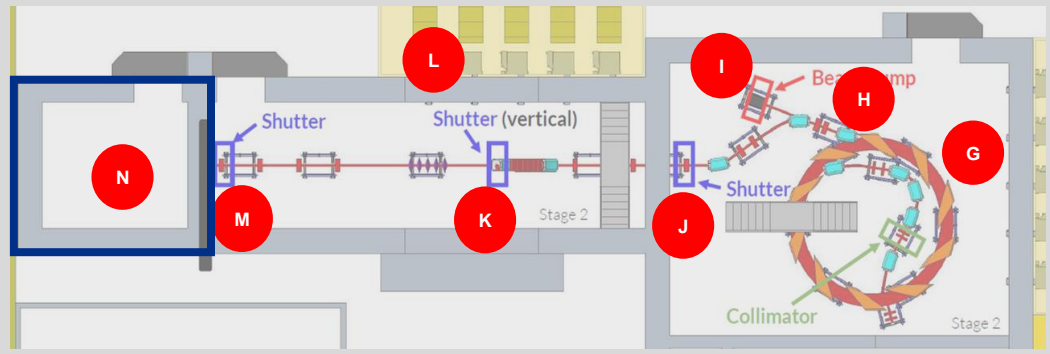 L
I
Beam Dump
H
Shutter
Shutter (vertical)
G
N
Shutter
M
K
Stage 2
J
Collimator
Stage 2